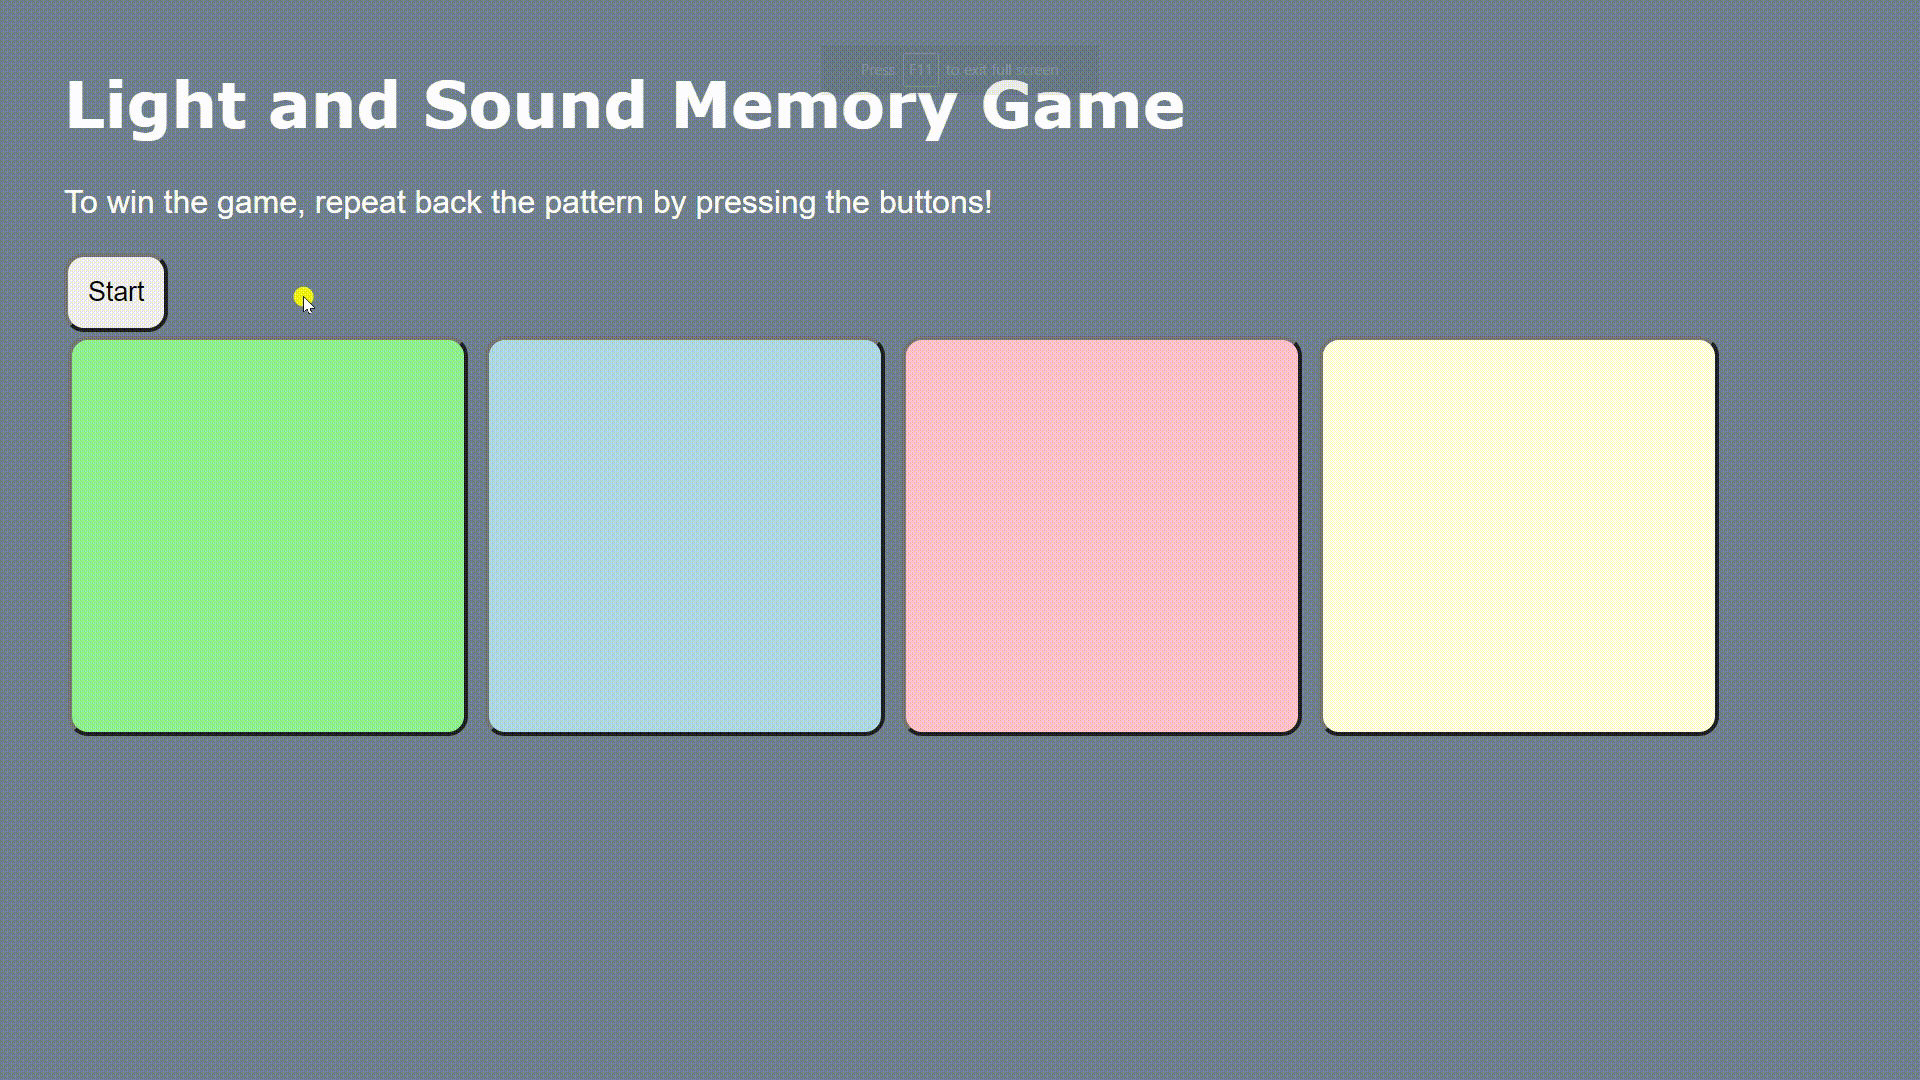 Press F11 to exit full screen
Light and Sound Memory Game
To win the game, repeat back the pattern by pressing the buttons!
Start